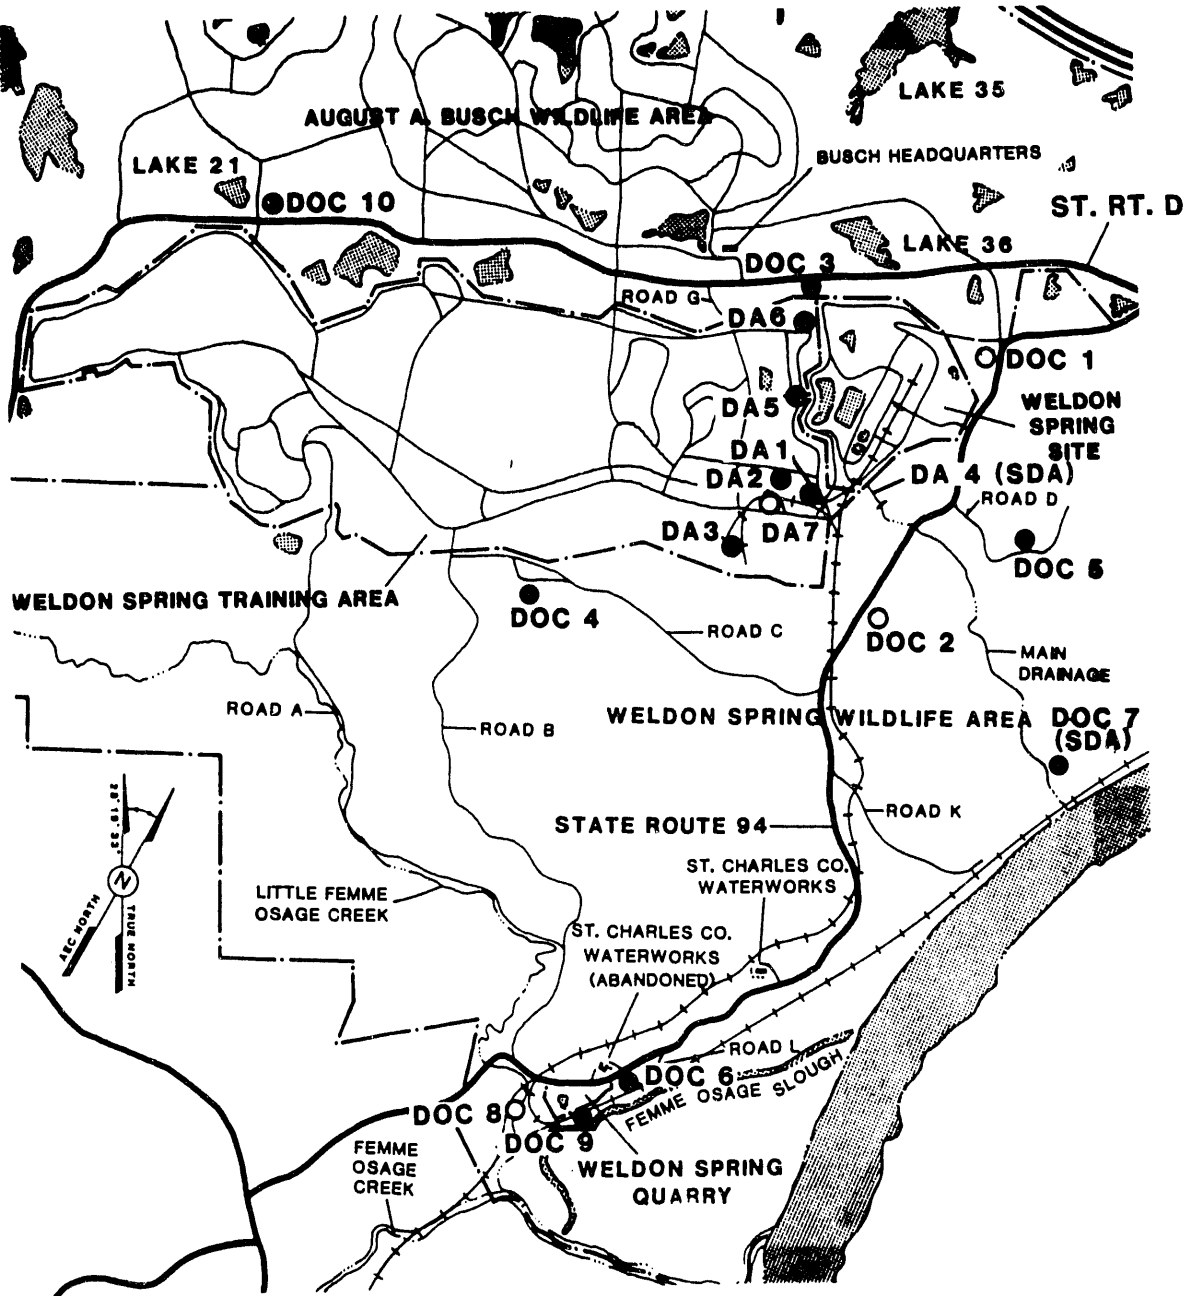 LAKE 35
AUGUST A. BUSCH WILDLIFE AREA
BUSCH HEADQUARTERS
LAKE 21
DOC 10
ST. RT. D
LAKE 36
DOC 3
ROAD G
DA6
DOC 1
DA5
WELDON
SPRING
SITE
DA1
DA2
DA 4 (SDA)
ROAD D
DA3
DA7
DOC 5
WELDON SPRING TRAINING AREA
DOC 4
ROAD C
DOC 2
MAIN
DRAINAGE
ROAD A
ROAD B
WELDON SPRING WILDLIFE AREA
DOC 7
(SDA)
STATE ROUTE 94
ROAD K
ST. CHARLES CO.
WATERWORKS
LITTLE FEMME
OSAGE CREEK
N
AEC NORTH
TRUE NORTH
ST. CHARLES CO.
WATERWORKS
(ABANDONED)
ROAD L
DOC 6
FEMME OSAGE SLOUGH
DOC 8
DOC 9
FEMME
OSAGE
CREEK
WELDON SPRING
QUARRY